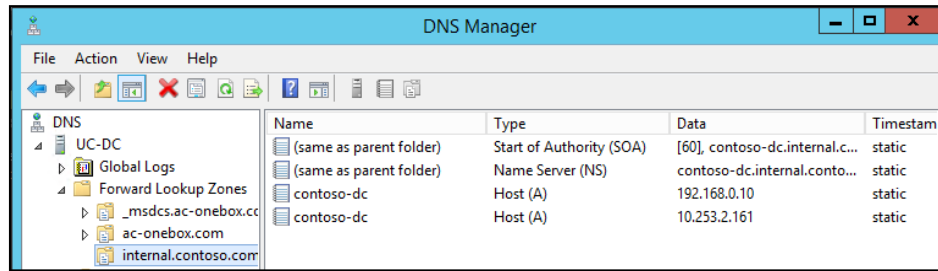 DNS Manager
File Action View Help
DNS
UC-DC
Global Logs
Forward Lookup Zones
_msdcs.ac-onebox.cc
ac-onebox.com
internal.contoso.com
Name Type Data Timestam
(same as parent folder) Start of Authority (SOA) [60], contoso-dc.internal.c... static
(same as parent folder) Name Server (NS) contoso-dc.internal.conto... static
contoso-dc Host (A) 192.168.0.10 static
contoso-dc Host (A) 10.253.2.161 static